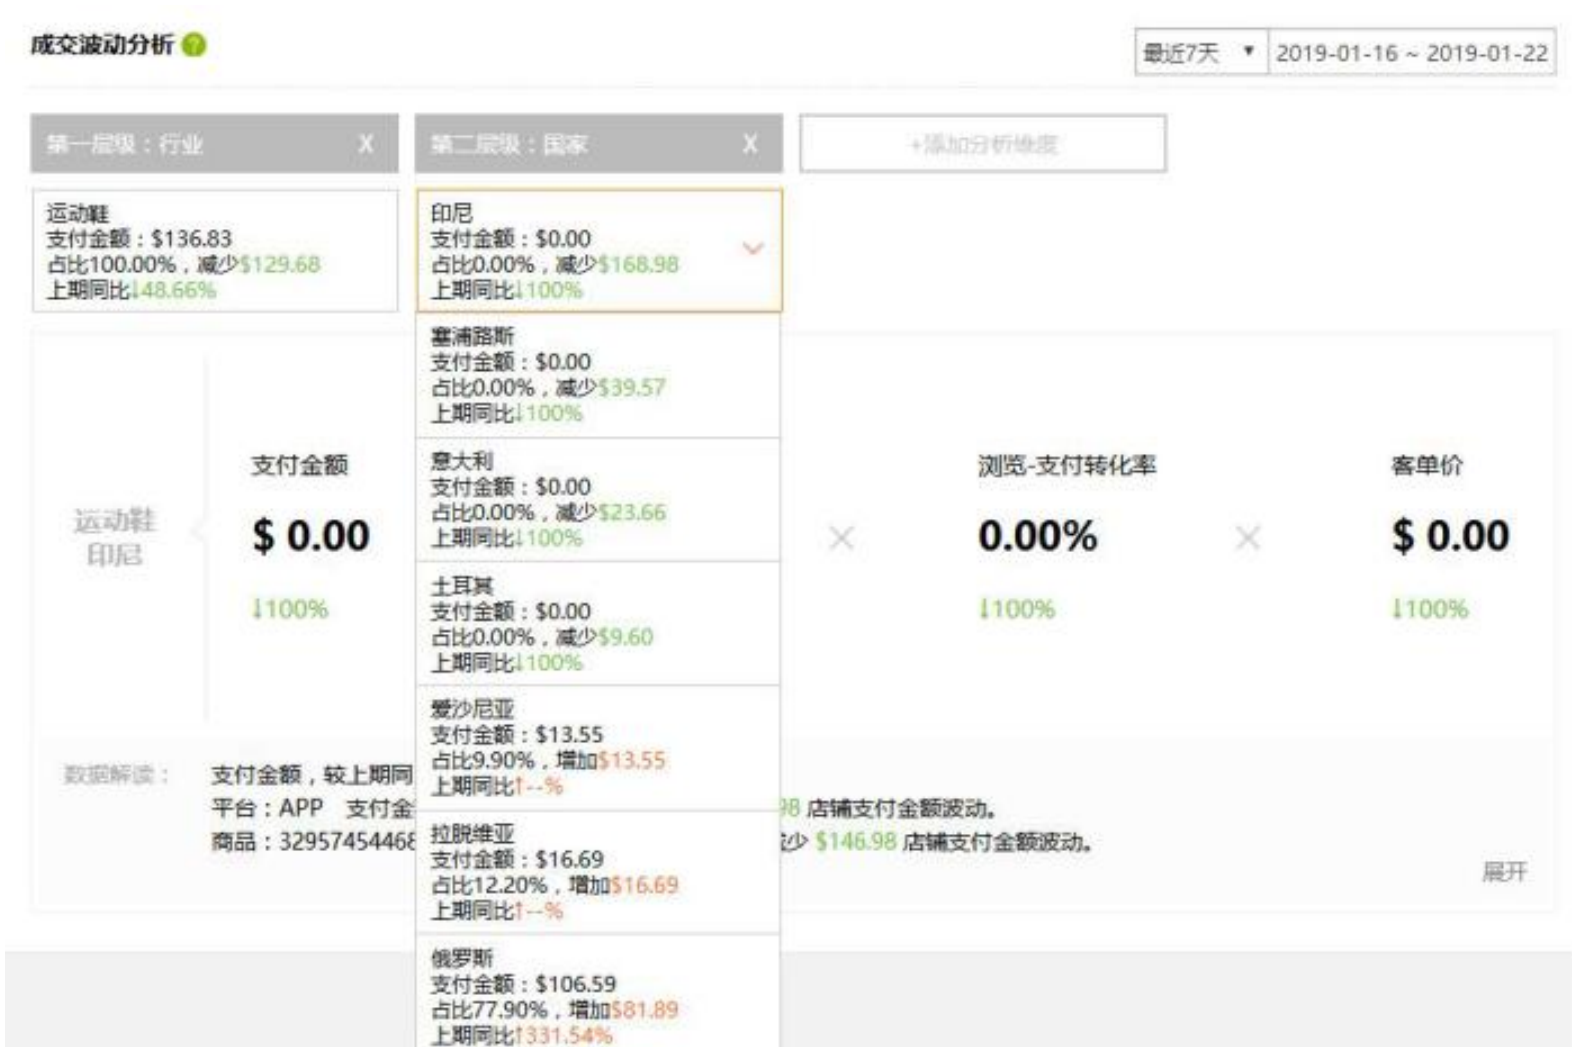 成交波动分析 ?
最近7天 ▼ 2019-01-16 ~ 2019-01-22
第一层级：行业 X
第二层级：国家 X
+添加分析维度
运动鞋
支付金额：$136.83
占比100.00%，减少$129.68
上期同比↓48.66%
印尼
支付金额：$0.00
占比0.00%，减少$168.98
上期同比↓100%
塞浦路斯
支付金额：$0.00
占比0.00%，减少$39.57
上期同比↓100%
意大利
支付金额：$0.00
占比0.00%，减少$23.66
上期同比↓100%
土耳其
支付金额：$0.00
占比0.00%，减少$9.60
上期同比↓100%
爱沙尼亚
支付金额：$13.55
占比9.90%，增加$13.55
上期同比↑--%
拉脱维亚
支付金额：$16.69
占比12.20%，增加$16.69
上期同比↑--%
俄罗斯
支付金额：$106.59
占比77.90%，增加$81.89
上期同比↑331.54%
运动鞋
印尼
支付金额
$ 0.00
↓100%
×
浏览-支付转化率
0.00%
↓100%
×
客单价
$ 0.00
↓100%
数据解读：
支付金额，较上期同
平台：APP 支付金 98 店铺支付金额波动。
商品：32957454468 少 $146.98 店铺支付金额波动。
展开